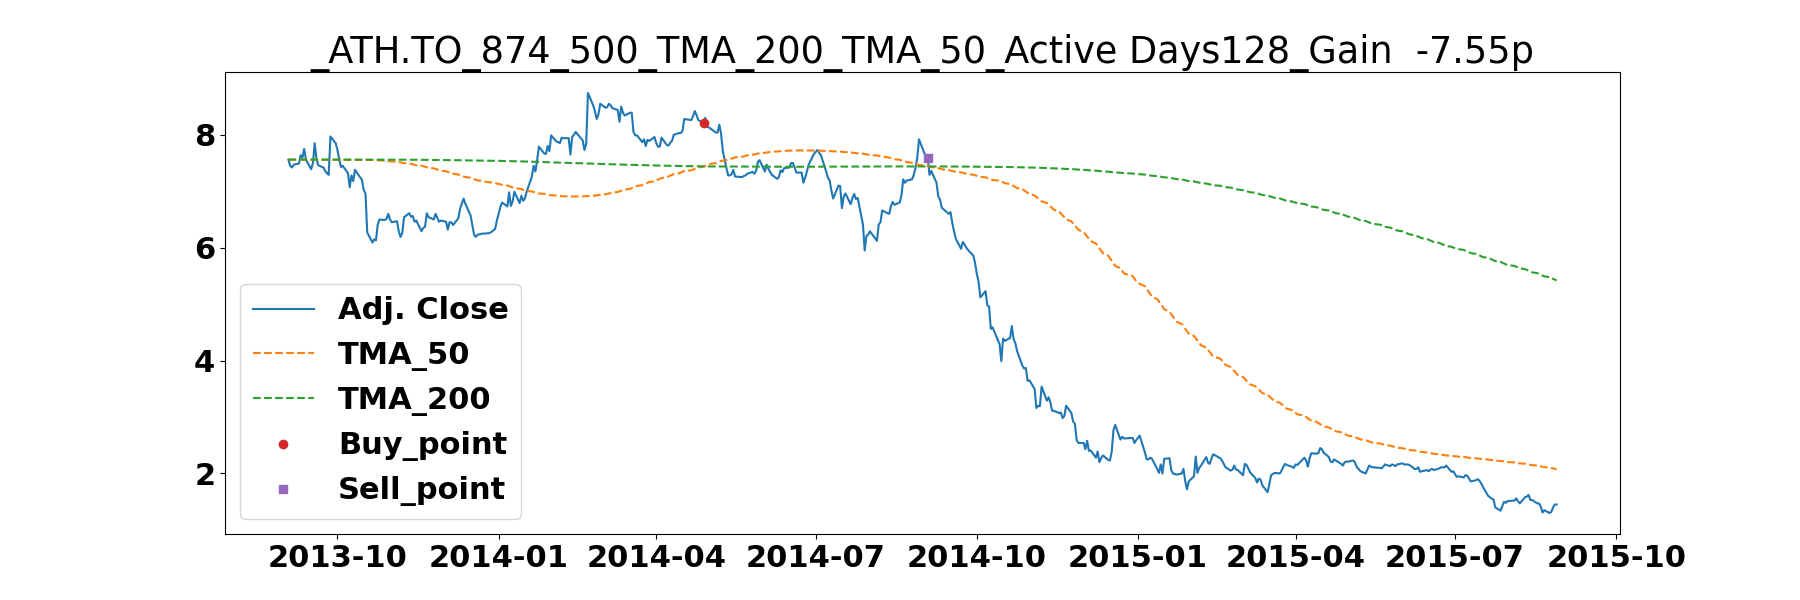 _ATH.TO_874_500_TMA_200_TMA_50_Active Days128_Gain  -7.55p
8
6
4
2
Adj. Close
TMA_50
TMA_200
Buy_point
Sell_point
2013-10 2014-01 2014-04 2014-07 2014-10 2015-01 2015-04 2015-07 2015-10